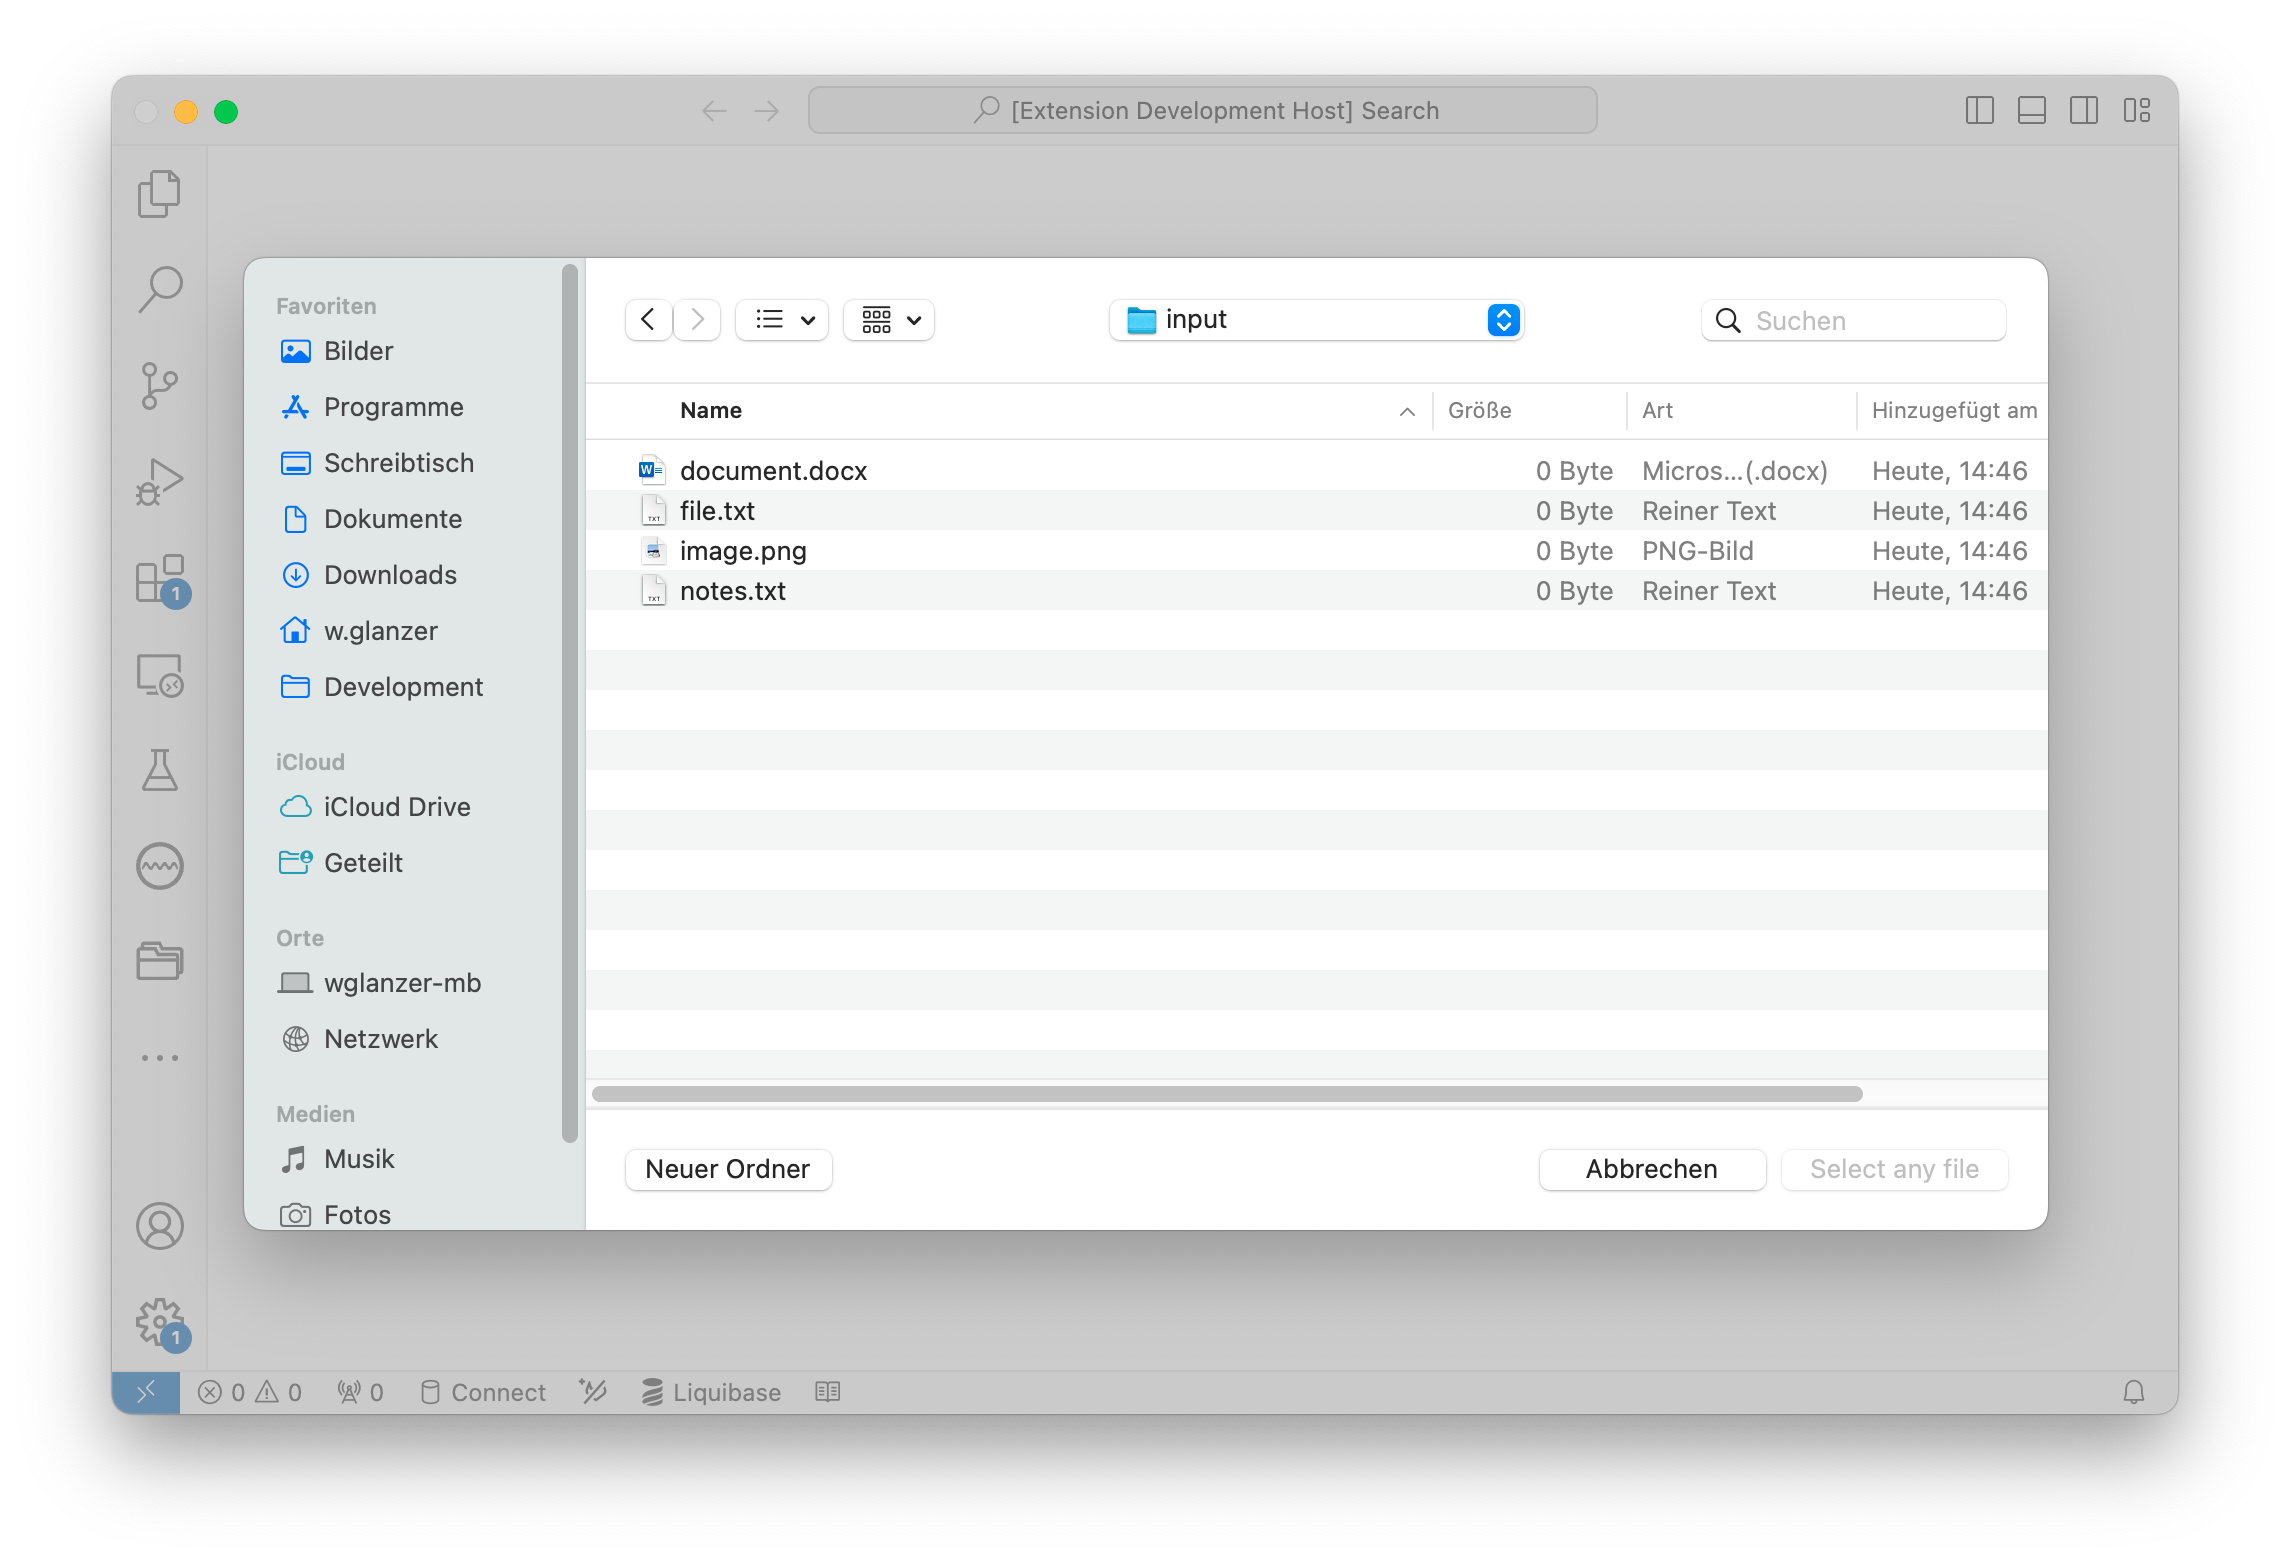 [Extension Development Host] Search
Favoriten
Bilder
Programme
Schreibtisch
Dokumente
Downloads
w.glanzer
Development
iCloud
iCloud Drive
Geteilt
Orte
wglanzer-mb
Netzwerk
Medien
Musik
Fotos
input
Suchen
Name Größe Art Hinzugefügt am
document.docx 0 Byte Micros...(.docx) Heute, 14:46
file.txt 0 Byte Reiner Text Heute, 14:46
image.png 0 Byte PNG-Bild Heute, 14:46
notes.txt 0 Byte Reiner Text Heute, 14:46
Neuer Ordner Abbrechen Select any file
1
1
0 0 0 Connect Liquibase